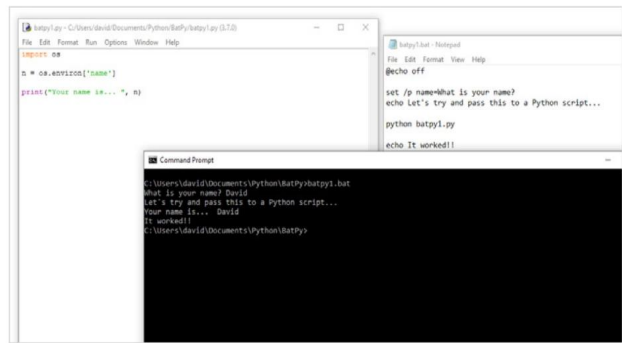 batpy1.py - C:/Users/david/Documents/Python/BatPy/batpy1.py (3.7.0)
File Edit Format Run Options Window Help
import os
n = os.environ['name']
print("Your name is... ", n)
batpy1.bat - Notepad
File Edit Format View Help
@echo off
set /p name=What is your name?
echo Let's try and pass this to a Python script...
python batpy1.py
echo It worked!!
Command Prompt
C:\Users\david\Documents\Python\BatPy>batpy1.bat
What is your name? David
Let's try and pass this to a Python script...
Your name is... David
It worked!!
C:\Users\david\Documents\Python\BatPy>